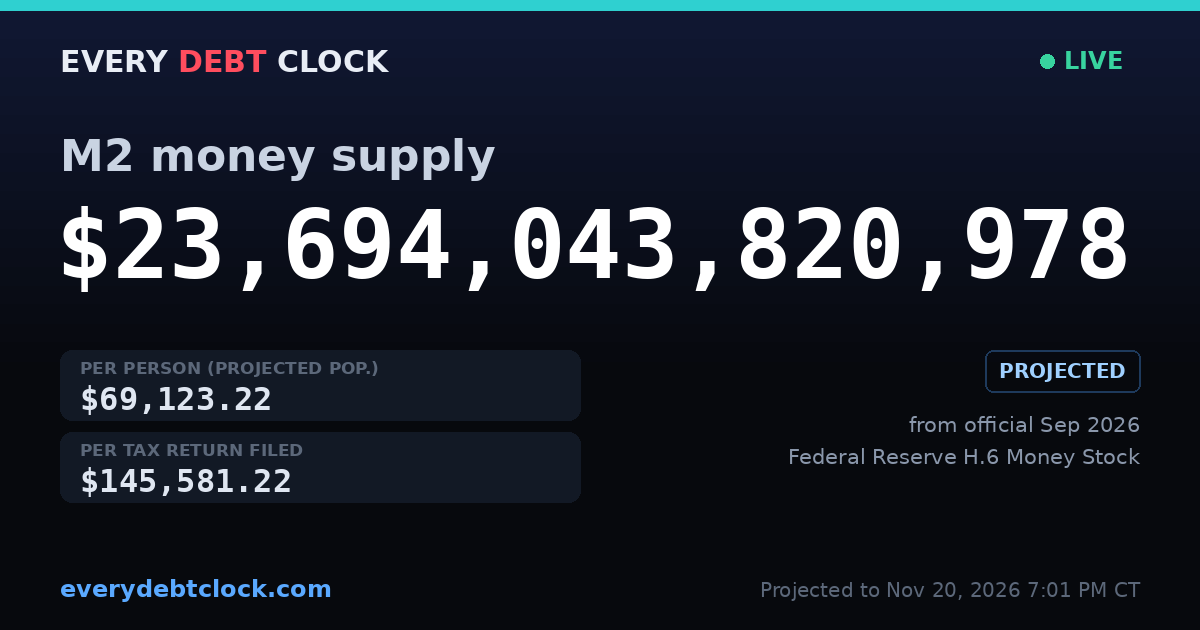 EVERY DEBT CLOCK
LIVE
M2 money supply
$23,694,043,820,978
PER PERSON (PROJECTED POP.)
$69,123.22
PER TAX RETURN FILED
$145,581.22
PROJECTED
from official Sep 2026
Federal Reserve H.6 Money Stock
everydebtclock.com
Projected to Nov 20, 2026 7:01 PM CT